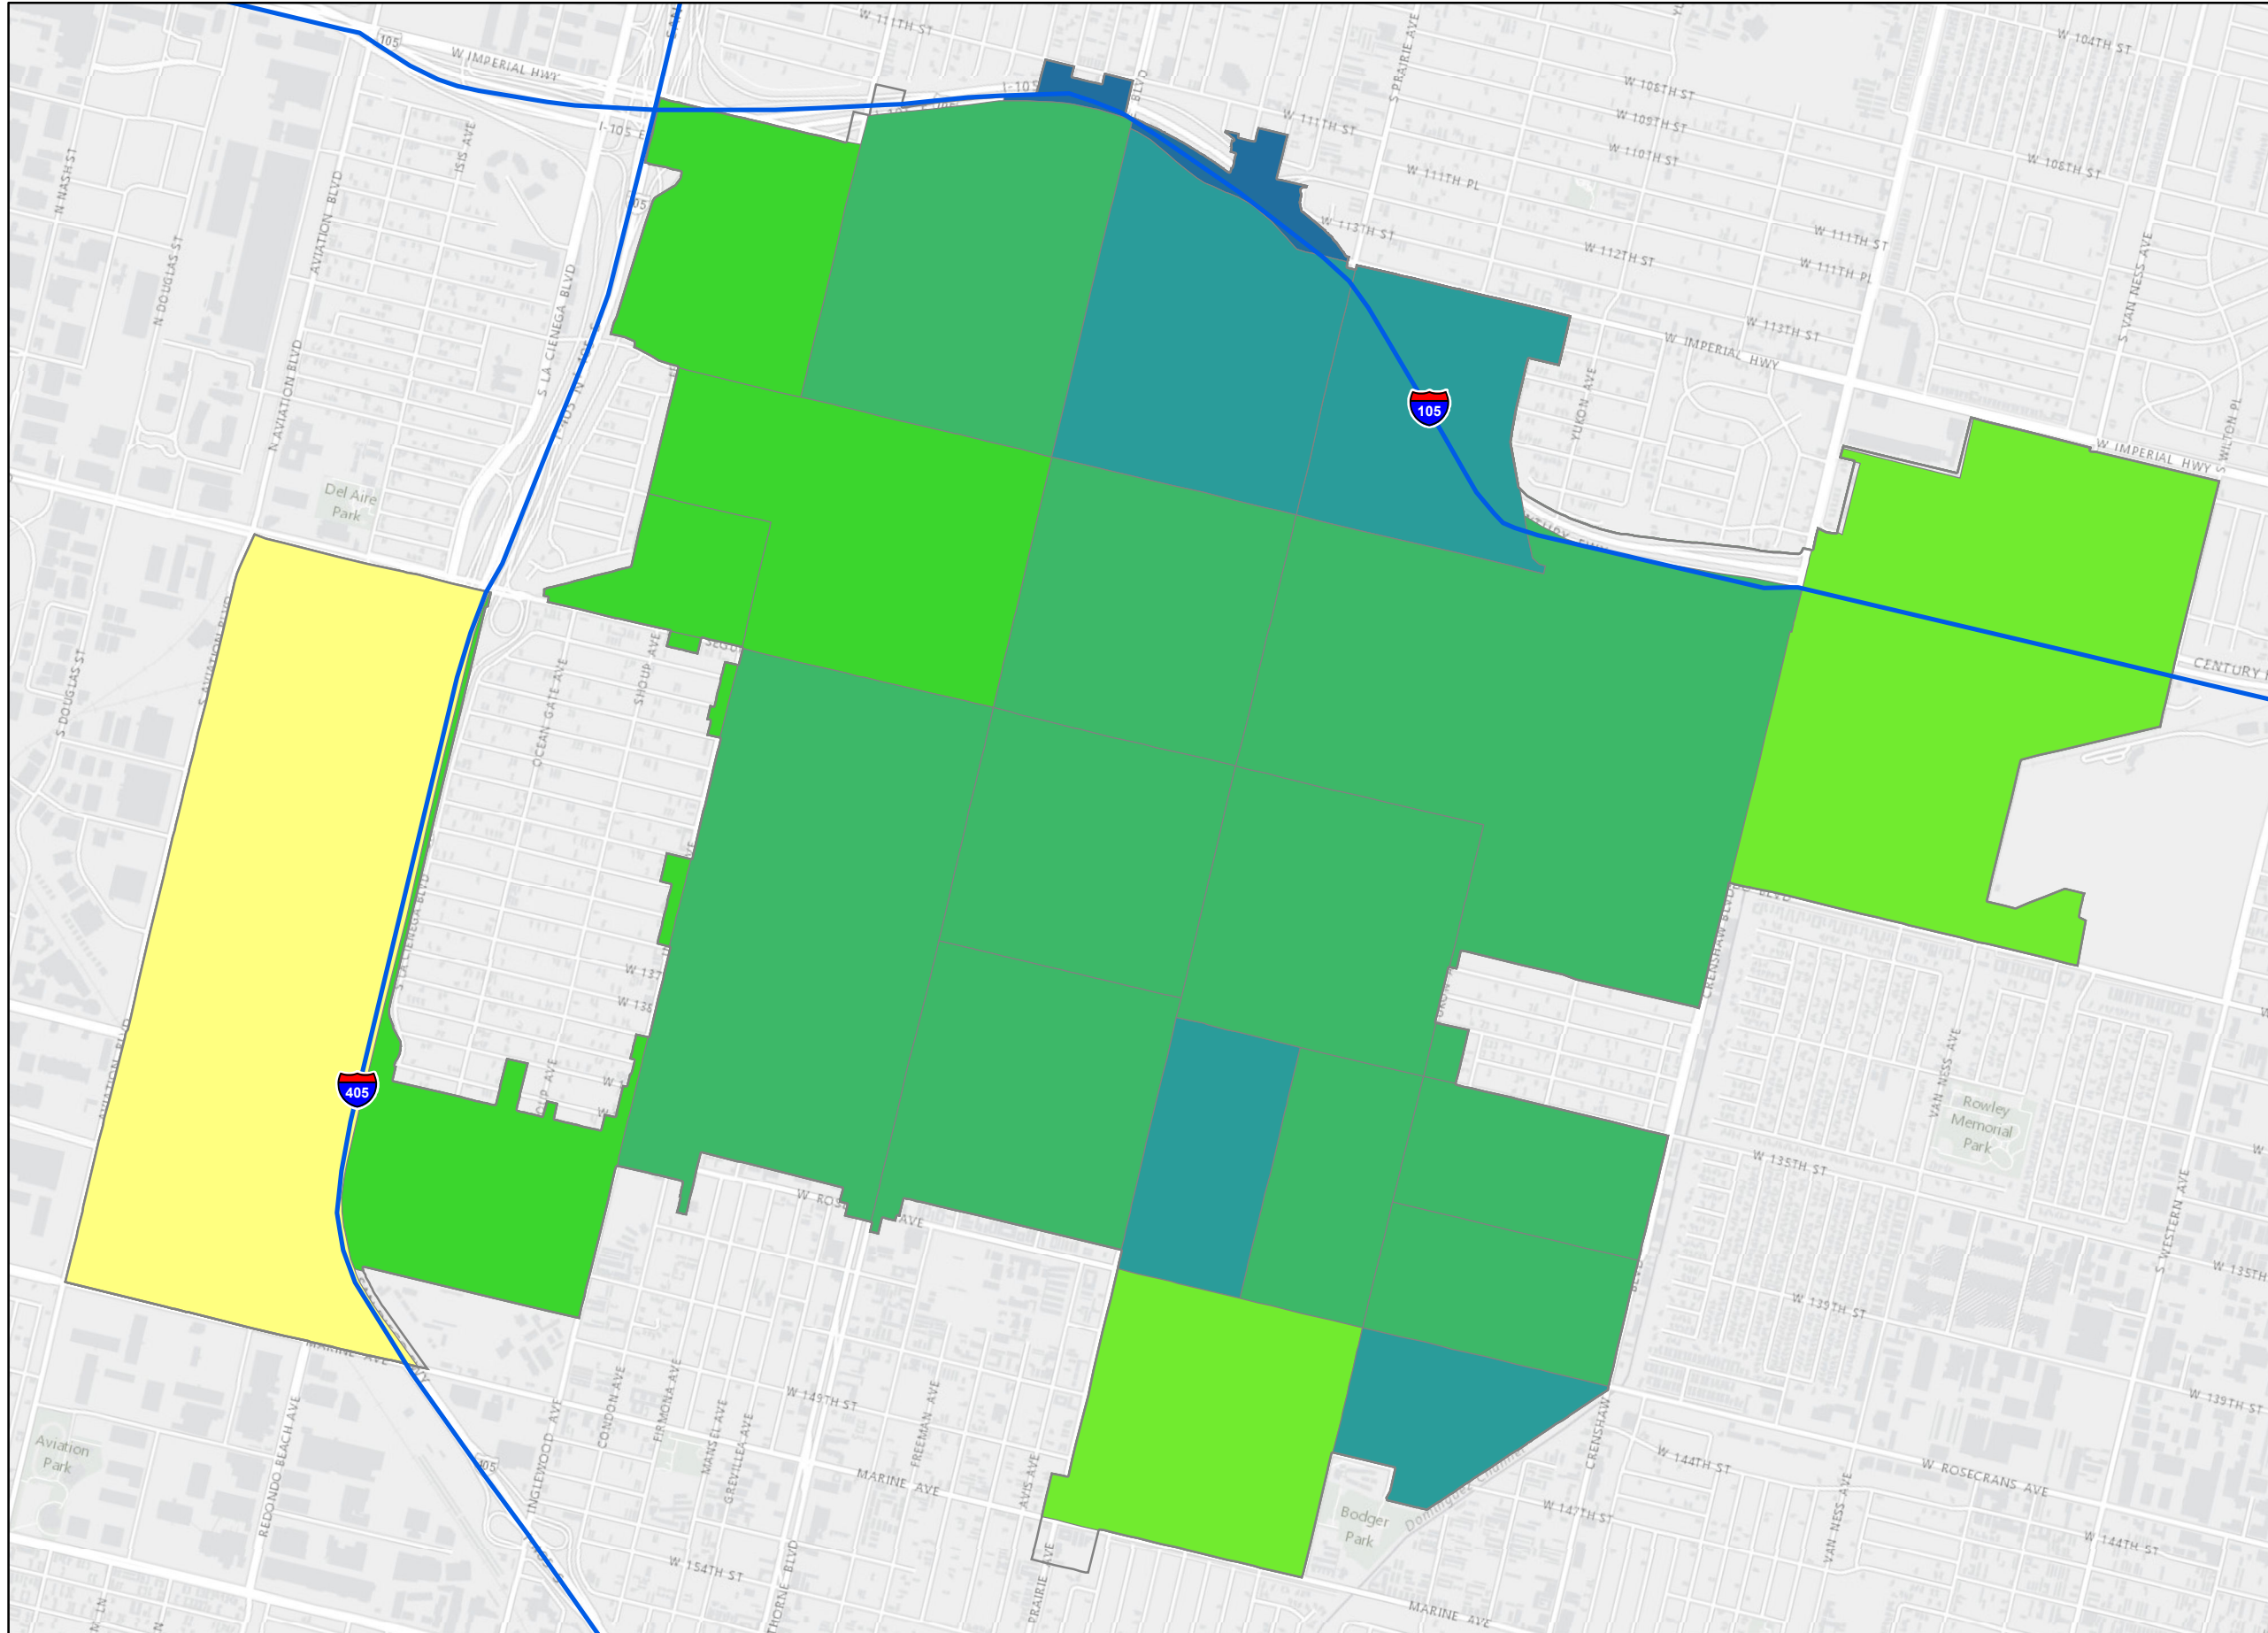 W 111TH ST
W 104TH ST
105
W IMPERIAL HWY
S PRAIRIE AVE
W 108TH ST
I-105
BLVD
W 109TH ST
W 111TH ST
I-105 E
ISIS AVE
W 110TH ST
W 108TH ST
N NASH ST
W 111TH PL
AVIATION BLVD
W 113TH ST
W 111TH ST
W 112TH ST
W 111TH PL
N DOUGLAS ST
S LA CIENEGA BLVD
S VAN NESS AVE
W 113TH ST
W IMPERIAL HWY
N AVIATION BLVD
YUKON AVE
105
S WILTON PL
W IMPERIAL HWY
Del Aire
Park
S AVIATION BLVD
S DOUGLAS ST
SHOUP AVE
OCEAN GATE AVE
S LA CIENEGA BLVD
CRENSHAW BLVD
AVIATION BLVD
405
VAN NESS AVE
Rowley
Memorial
Park
W 135TH ST
BLVD
S WESTERN AVE
W 135TH
W 139TH ST
MARINE AVE
W 139TH ST
W 149TH ST
CONDON AVE
FIRMONA AVE
MANSEL AVE
GREVILLEA AVE
FREEMAN AVE
AVIS AVE
INGLEWOOD AVE
REDONDO BEACH AVE
CRENSHAW
Aviation
Park
MARINE AVE
W 144TH ST
W ROSECRANS AVE
Bodger
Park
W 147TH ST
VAN NESS AVE
W 144TH ST
W 154TH ST
PRAIRIE AVE
MARINE AVE